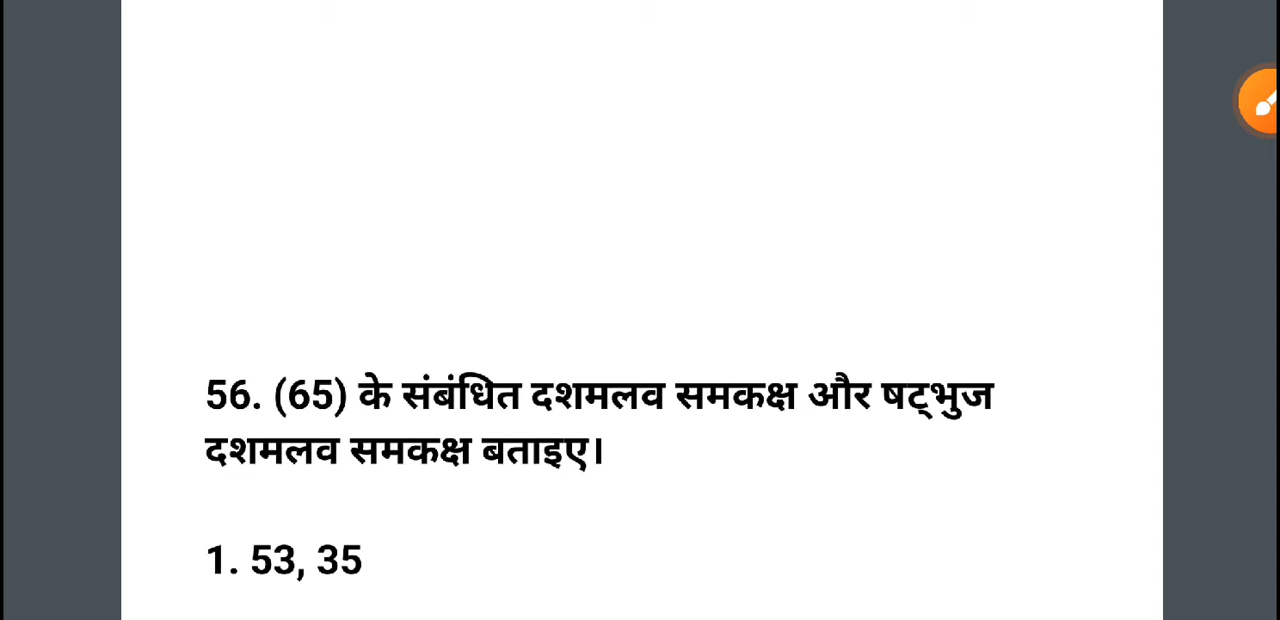 56. (65) के संबंधित दशमलव समकक्ष और षट्भुज
दशमलव समकक्ष बताइए।
1. 53, 35